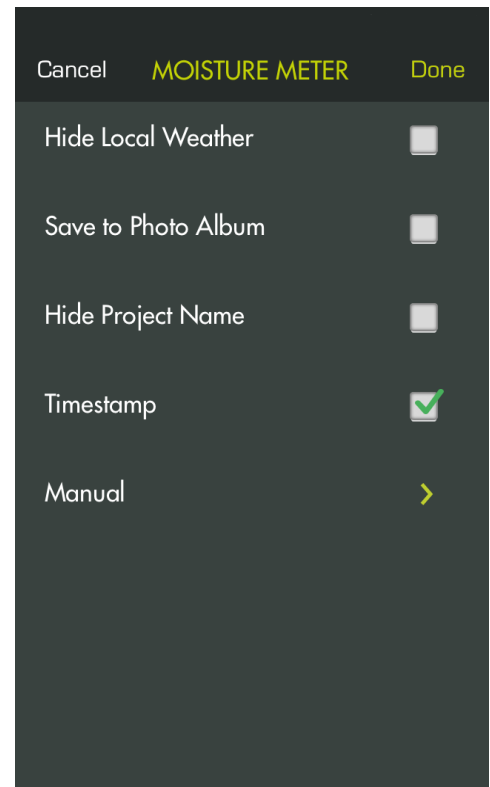 Cancel MOISTURE METER Done
Hide Local Weather
Save to Photo Album
Hide Project Name
Timestamp
Manual